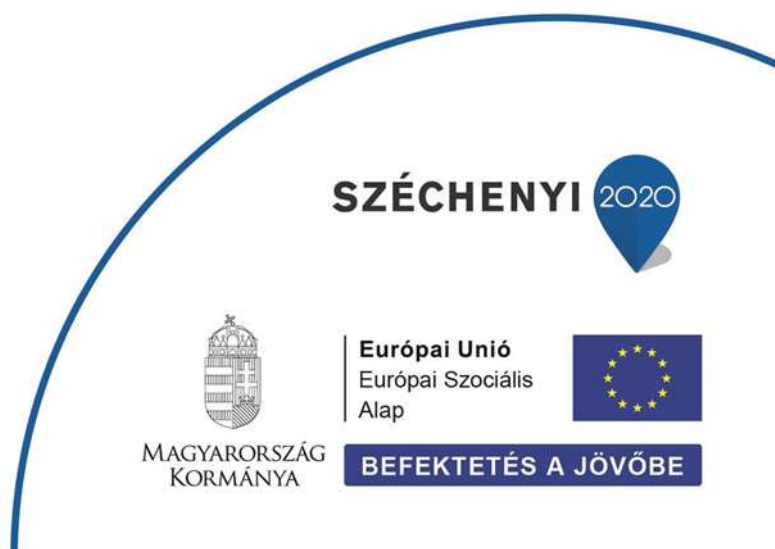 SZÉCHENYI 2020
Európai Unió
Európai Szociális
Alap
MAGYARORSZÁG
KORMÁNYA
BEFEKTETÉS A JÖVŐBE